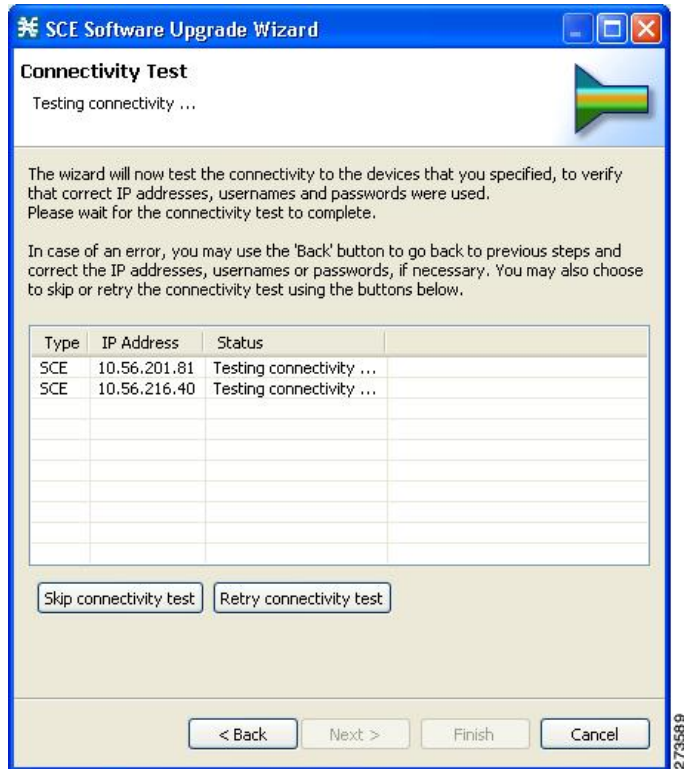 SCE Software Upgrade Wizard
Connectivity Test
Testing connectivity ...
The wizard will now test the connectivity to the devices that you specified, to verify
that correct IP addresses, usernames and passwords were used.
Please wait for the connectivity test to complete.
In case of an error, you may use the 'Back' button to go back to previous steps and
correct the IP addresses, usernames or passwords, if necessary. You may also choose
to skip or retry the connectivity test using the buttons below.
Type IP Address Status
SCE 10.56.201.81 Testing connectivity ...
SCE 10.56.216.40 Testing connectivity ...
Skip connectivity test Retry connectivity test
< Back Next > Finish Cancel
273589